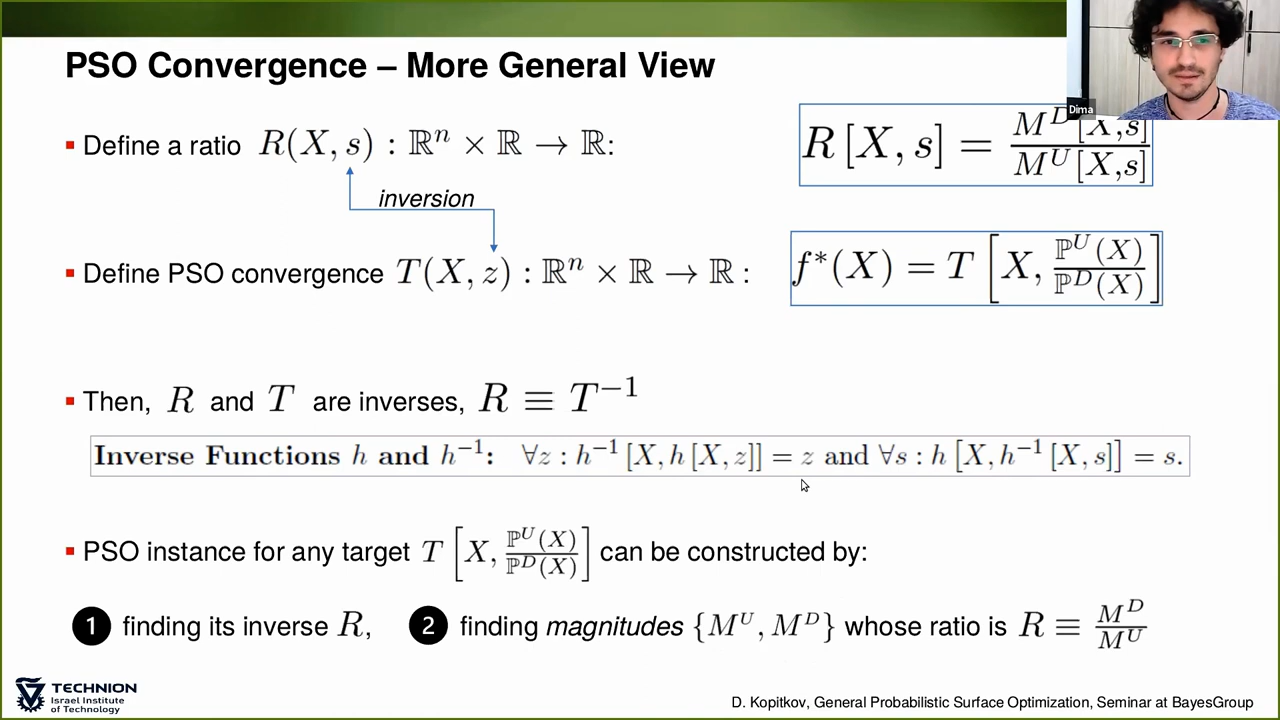 PSO Convergence – More General View
Dima
▪ Define a ratio R(X, s) : ℝⁿ × ℝ → ℝ:
R [X, s] = M^D [X,s] / M^U [X,s]
inversion
▪ Define PSO convergence T(X, z) : ℝⁿ × ℝ → ℝ :
f*(X) = T [X, ℙ^U(X) / ℙ^D(X)]
▪ Then, R and T are inverses, R ≡ T⁻¹
Inverse Functions h and h⁻¹: ∀z : h⁻¹ [X, h [X, z]] = z and ∀s : h [X, h⁻¹ [X, s]] = s.
▪ PSO instance for any target T [X, ℙ^U(X) / ℙ^D(X)] can be constructed by:
1 finding its inverse R, 2 finding magnitudes {M^U, M^D} whose ratio is R ≡ M^D / M^U
TECHNION
Israel Institute
of Technology
D. Kopitkov, General Probabilistic Surface Optimization, Seminar at BayesGroup